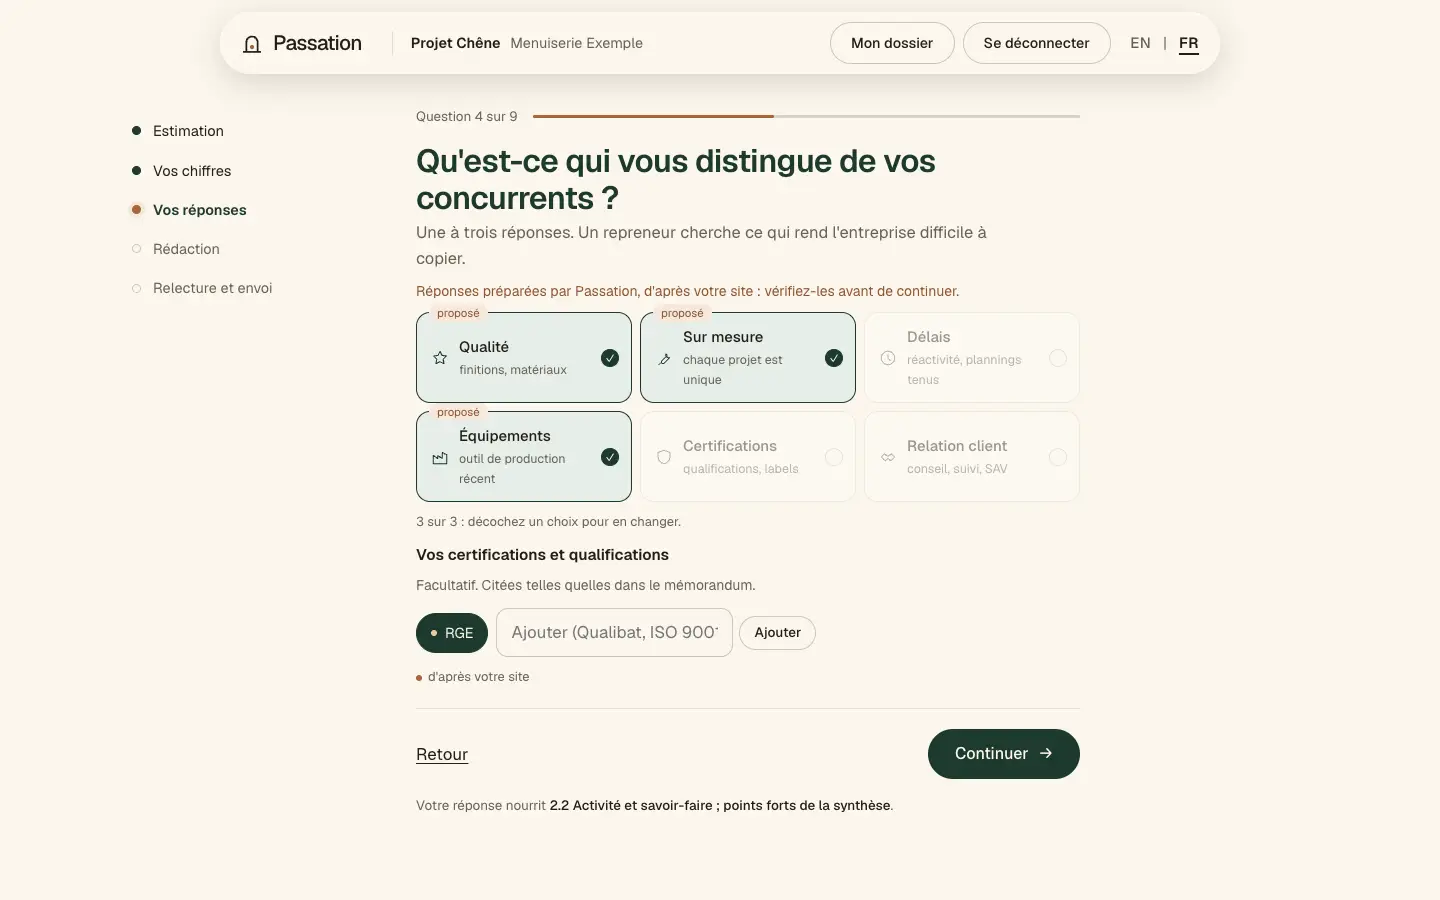 Passation
Projet Chêne Menuiserie Exemple
Mon dossier
Se déconnecter
EN | FR
Estimation
Vos chiffres
Vos réponses
Rédaction
Relecture et envoi
Question 4 sur 9
Qu'est-ce qui vous distingue de vos
concurrents ?
Une à trois réponses. Un repreneur cherche ce qui rend l'entreprise difficile à
copier.
Réponses préparées par Passation, d'après votre site : vérifiez-les avant de continuer.
proposé
Qualité
finitions, matériaux
proposé
Sur mesure
chaque projet est
unique
Délais
réactivité, plannings
tenus
proposé
Équipements
outil de production
récent
Certifications
qualifications, labels
Relation client
conseil, suivi, SAV
3 sur 3 : décochez un choix pour en changer.
Vos certifications et qualifications
Facultatif. Citées telles quelles dans le mémorandum.
RGE
Ajouter (Qualibat, ISO 900
Ajouter
d'après votre site
Retour
Continuer →
Votre réponse nourrit 2.2 Activité et savoir-faire ; points forts de la synthèse.